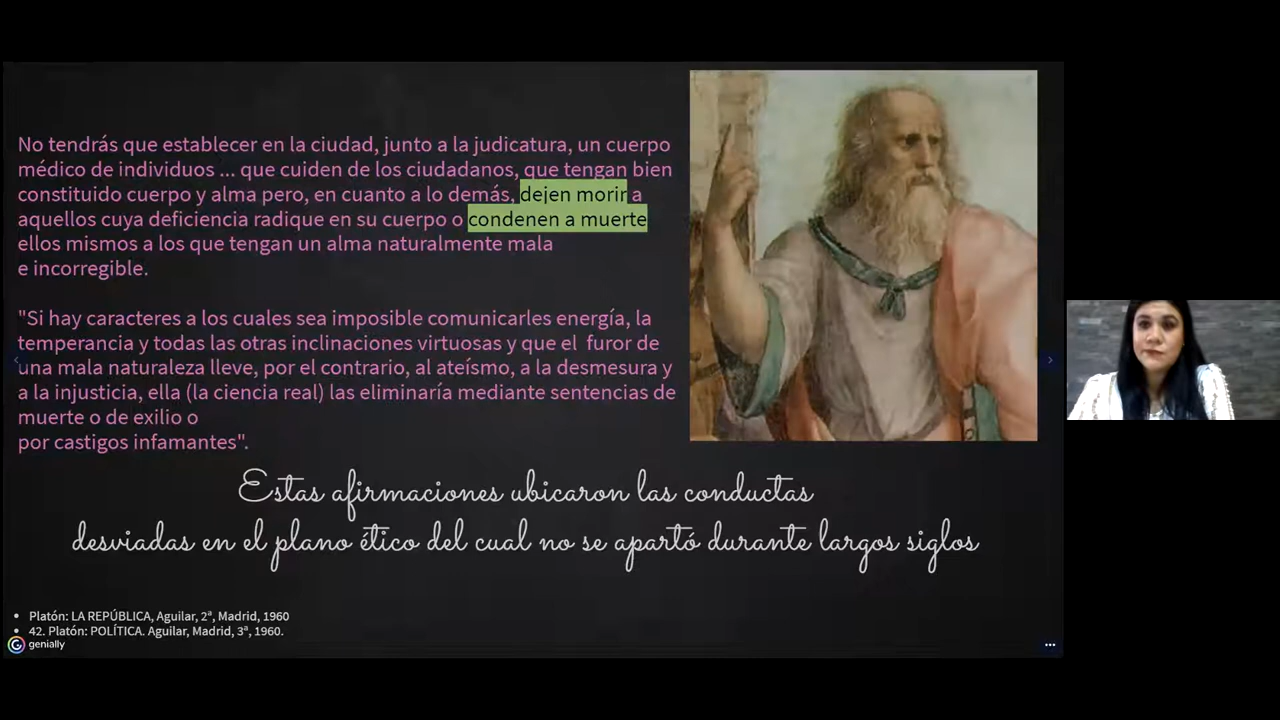 No tendrás que establecer en la ciudad, junto a la judicatura, un cuerpo
médico de individuos ... que cuiden de los ciudadanos, que tengan bien
constituido cuerpo y alma pero, en cuanto a lo demás, dejen morir a
aquellos cuya deficiencia radique en su cuerpo o condenen a muerte
ellos mismos a los que tengan un alma naturalmente mala
e incorregible.
"Si hay caracteres a los cuales sea imposible comunicarles energía, la
temperancia y todas las otras inclinaciones virtuosas y que el furor de
una mala naturaleza lleve, por el contrario, al ateísmo, a la desmesura y
a la injusticia, ella (la ciencia real) las eliminaría mediante sentencias de
muerte o de exilio o
por castigos infamantes".
Estas afirmaciones ubicaron las conductas
desviadas en el plano ético del cual no se apartó durante largos siglos
• Platón: LA REPÚBLICA, Aguilar, 2ª, Madrid, 1960
• 42. Platón: POLÍTICA. Aguilar, Madrid, 3ª, 1960.
genially